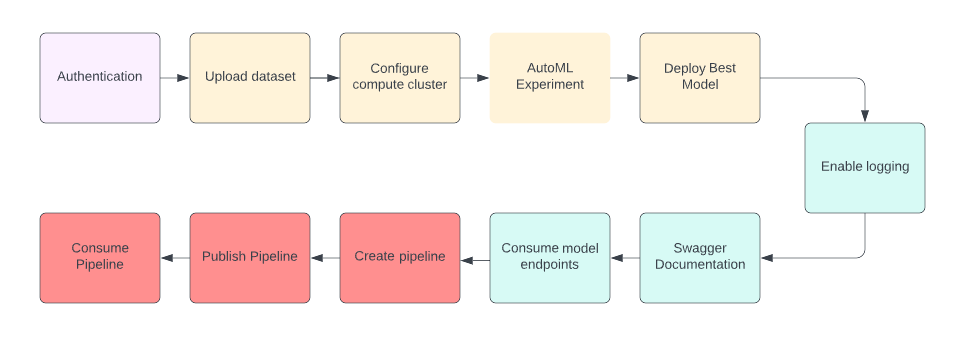 Authentication
Upload dataset
Configure
compute cluster
AutoML
Experiment
Deploy Best
Model
Enable logging
Swagger
Documentation
Consume model
endpoints
Create pipeline
Publish Pipeline
Consume
Pipeline